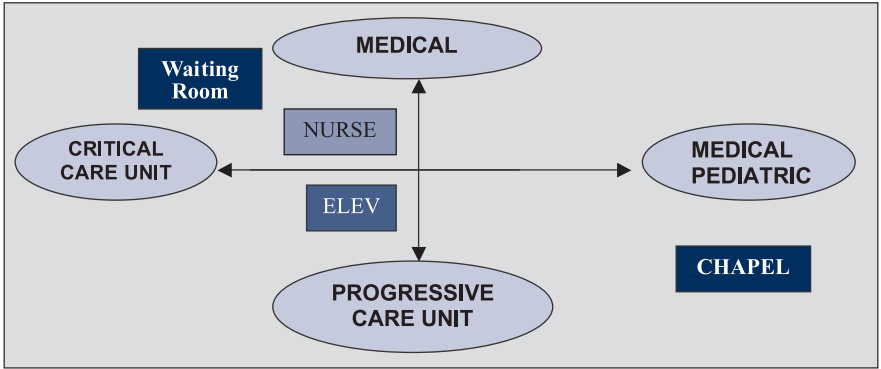 MEDICAL
Waiting
Room
NURSE
CRITICAL
CARE UNIT
MEDICAL
PEDIATRIC
ELEV
CHAPEL
PROGRESSIVE
CARE UNIT